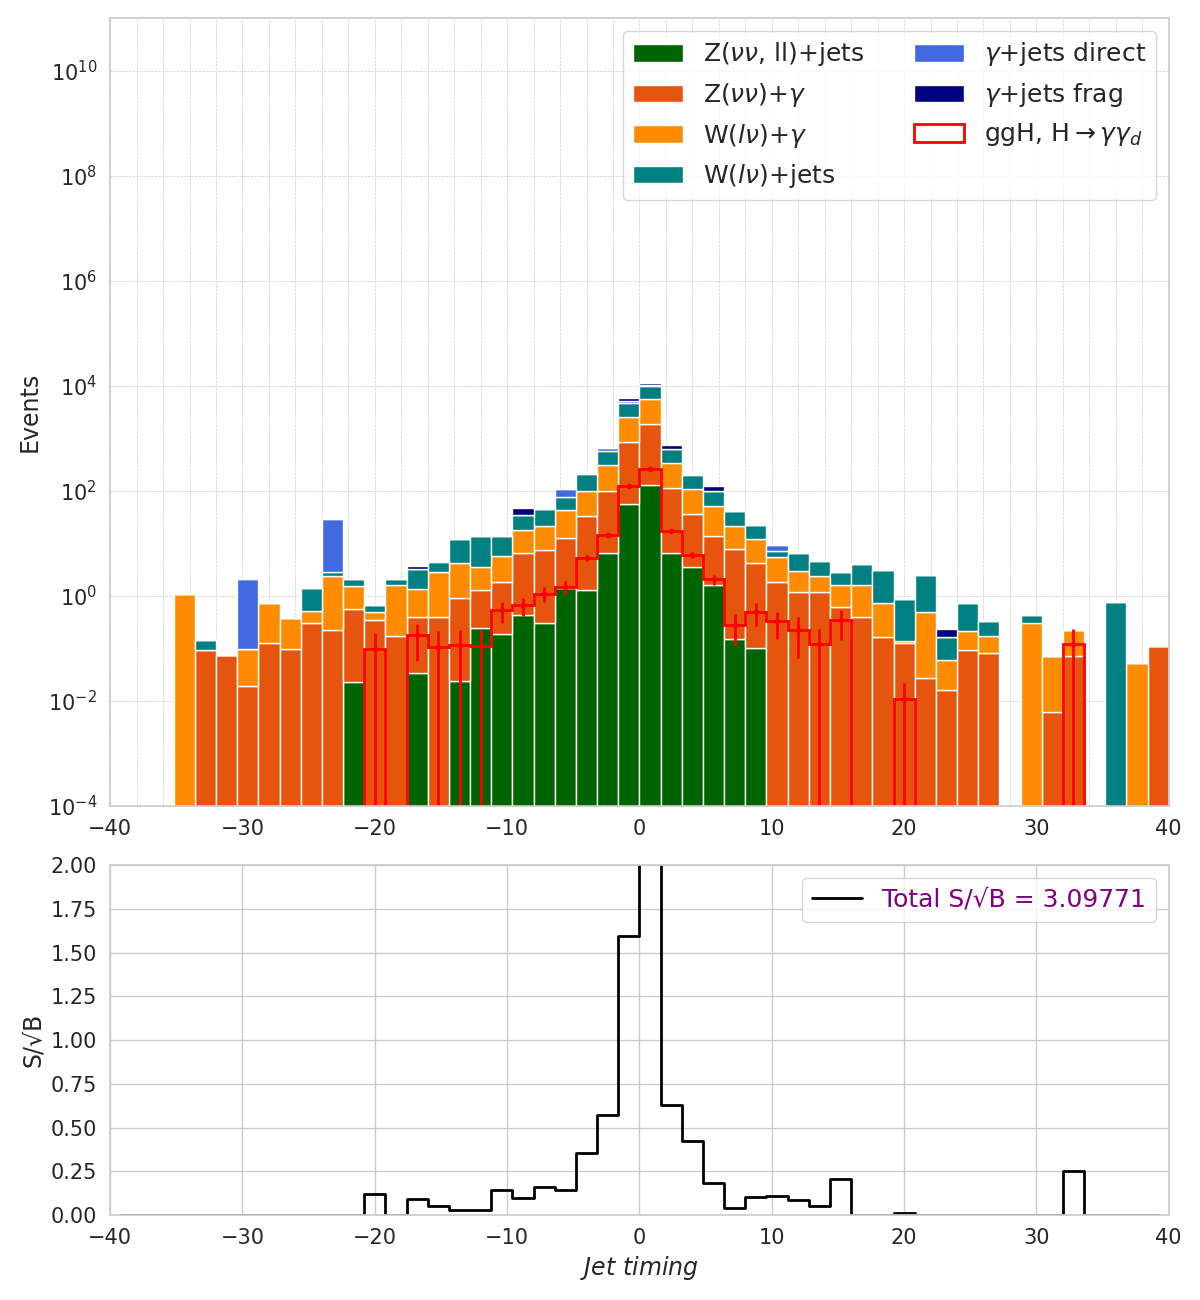 Z(νν, ll)+jets
Z(νν)+γ
W(lν)+γ
W(lν)+jets
γ+jets direct
γ+jets frag
ggH, H→γγ_d
Events
10^10
10^8
10^6
10^4
10^2
10^0
10^−2
10^−4
−40 −30 −20 −10 0 10 20 30 40
Total S/√B = 3.09771
S/√B
2.00
1.75
1.50
1.25
1.00
0.75
0.50
0.25
0.00
−40 −30 −20 −10 0 10 20 30 40
Jet timing